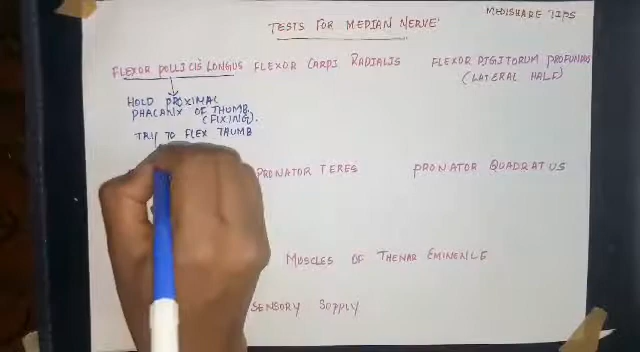 MEDISHARE TIPS
TESTS FOR MEDIAN NERVE
FLEXOR POLLICIS LONGUS FLEXOR CARPI RADIALIS FLEXOR DIGITORUM PROFUNDUS
(LATERAL HALF)
HOLD PROXIMAL
PHALANX OF THUMB.
(FIXING).
TRY TO FLEX THUMB
PRONATOR TERES PRONATOR QUADRATUS
MUSCLES OF THENAR EMINENCE
SENSORY SUPPLY